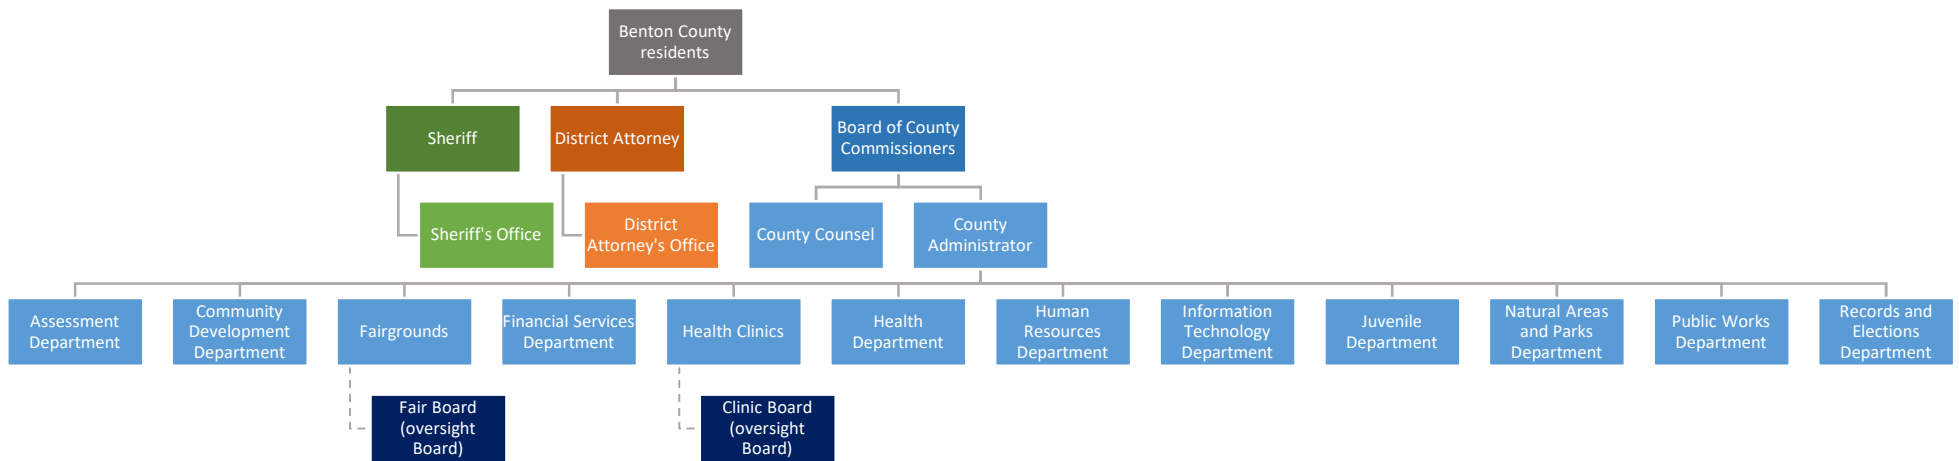 Benton County
residents
Sheriff
District Attorney
Board of County
Commissioners
Sheriff's Office
District
Attorney's Office
County Counsel
County
Administrator
Assessment
Department
Community
Development
Department
Fairgrounds
Financial Services
Department
Health Clinics
Health
Department
Human
Resources
Department
Information
Technology
Department
Juvenile
Department
Natural Areas
and Parks
Department
Public Works
Department
Records and
Elections
Department
Fair Board
(oversight
Board)
Clinic Board
(oversight
Board)